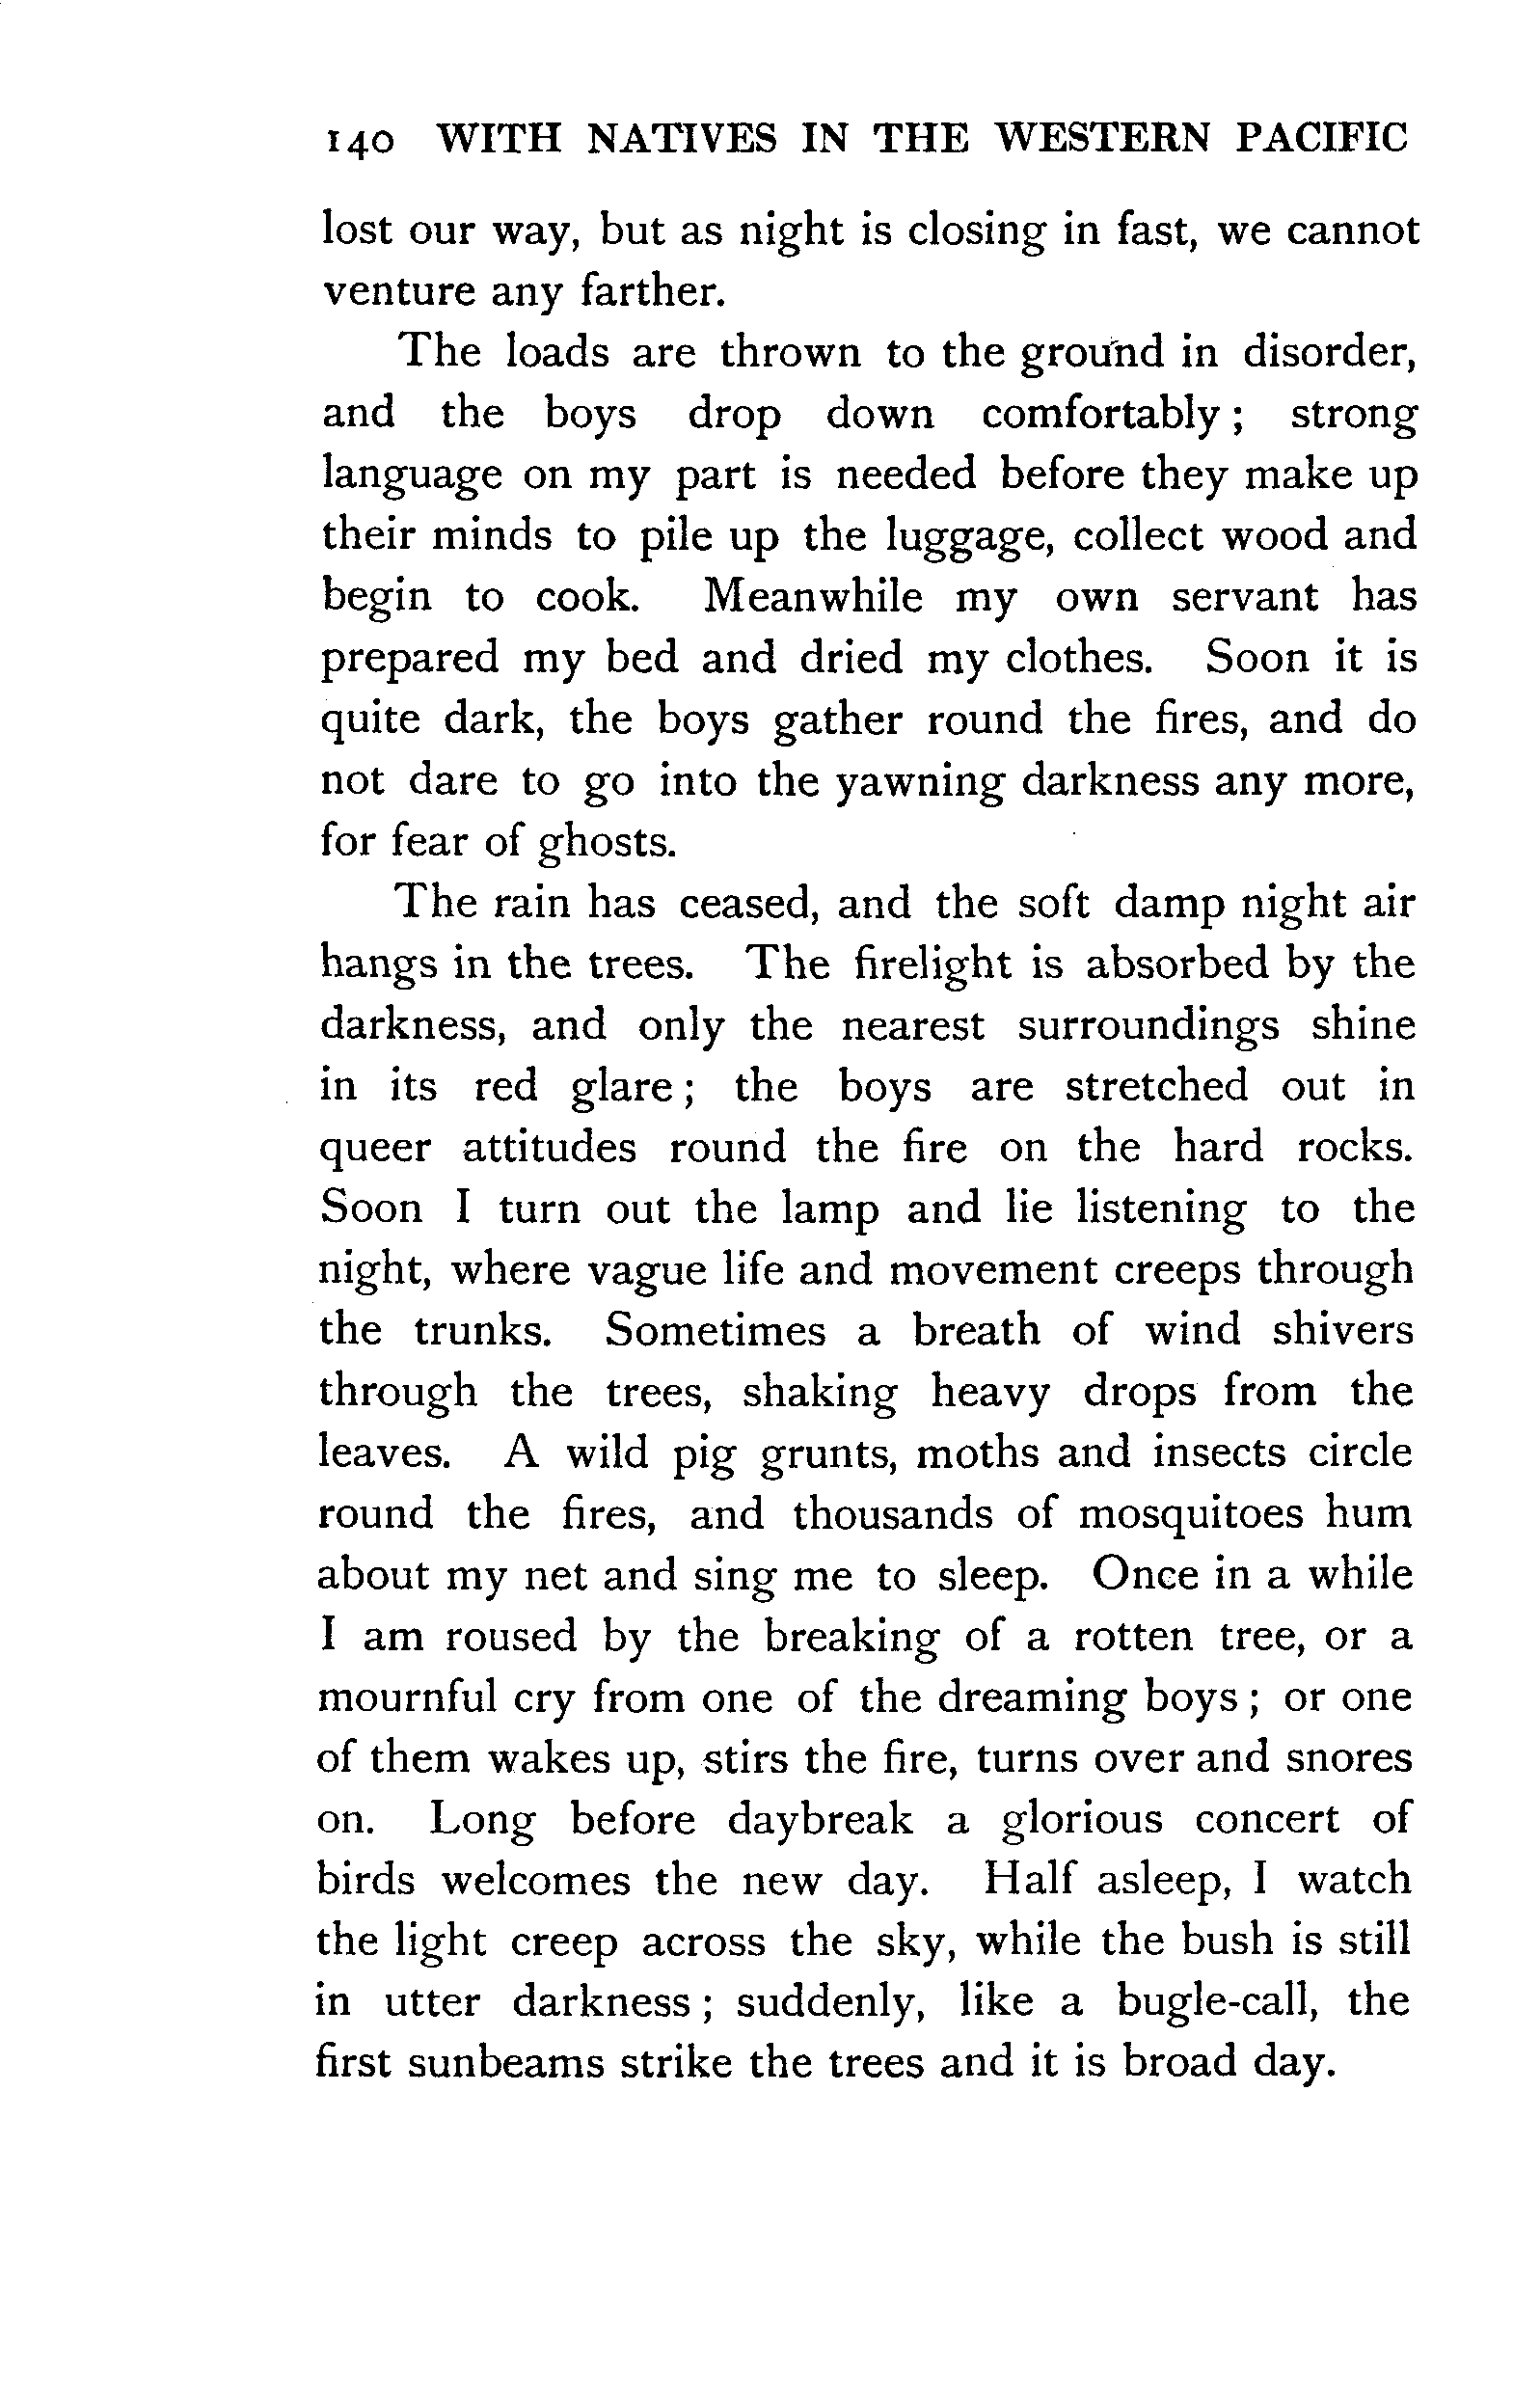 140 WITH NATIVES IN THE WESTERN PACIFIC
lost our way, but as night is closing in fast, we cannot
venture any farther.
The loads are thrown to the ground in disorder,
and the boys drop down comfortably; strong
language on my part is needed before they make up
their minds to pile up the luggage, collect wood and
begin to cook. Meanwhile my own servant has
prepared my bed and dried my clothes. Soon it is
quite dark, the boys gather round the fires, and do
not dare to go into the yawning darkness any more,
for fear of ghosts.
The rain has ceased, and the soft damp night air
hangs in the trees. The firelight is absorbed by the
darkness, and only the nearest surroundings shine
in its red glare; the boys are stretched out in
queer attitudes round the fire on the hard rocks.
Soon I turn out the lamp and lie listening to the
night, where vague life and movement creeps through
the trunks. Sometimes a breath of wind shivers
through the trees, shaking heavy drops from the
leaves. A wild pig grunts, moths and insects circle
round the fires, and thousands of mosquitoes hum
about my net and sing me to sleep. Once in a while
I am roused by the breaking of a rotten tree, or a
mournful cry from one of the dreaming boys; or one
of them wakes up, stirs the fire, turns over and snores
on. Long before daybreak a glorious concert of
birds welcomes the new day. Half asleep, I watch
the light creep across the sky, while the bush is still
in utter darkness; suddenly, like a bugle-call, the
first sunbeams strike the trees and it is broad day.